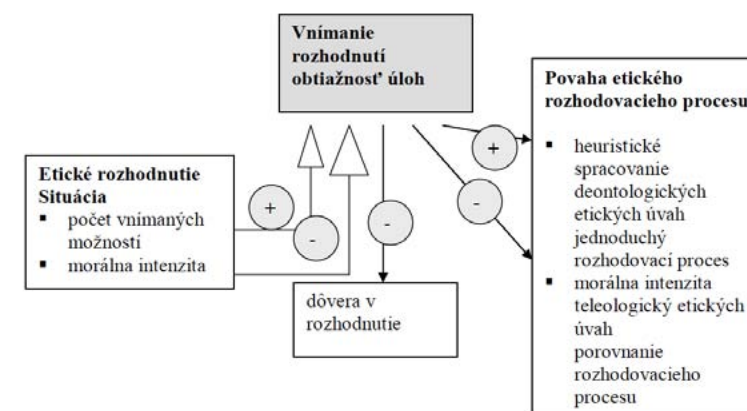 Vnímanie
rozhodnutí
obtiažnosť úloh
Etické rozhodnutie
Situácia
▪ počet vnímaných
možností
▪ morálna intenzita
+
-
-
-
+
dôvera v
rozhodnutie
Povaha etického
rozhodovacieho procesu
▪ heuristické
spracovanie
deontologických
etických úvah
jednoduchý
rozhodovací proces
▪ morálna intenzita
teleologický etických
úvah
porovnanie
rozhodovacieho
procesu